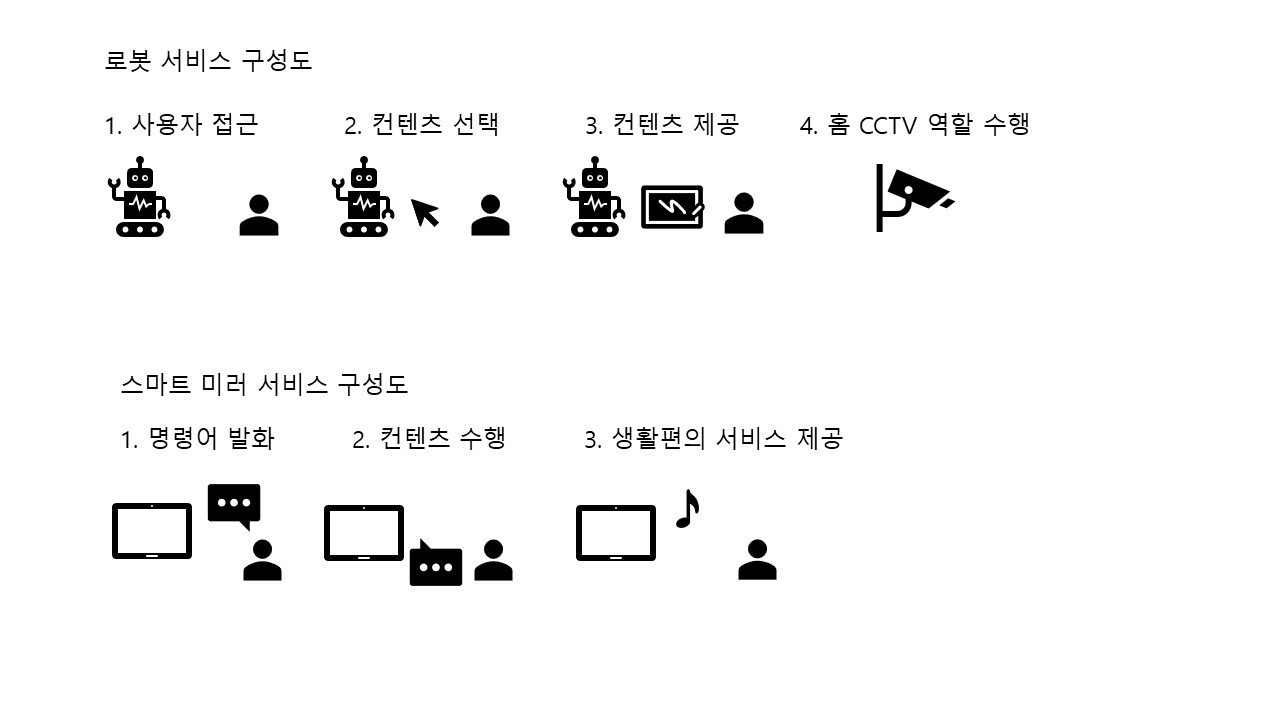 로봇 서비스 구성도
1. 사용자 접근
2. 컨텐츠 선택
3. 컨텐츠 제공
4. 홈 CCTV 역할 수행
스마트 미러 서비스 구성도
1. 명령어 발화
2. 컨텐츠 수행
3. 생활편의 서비스 제공